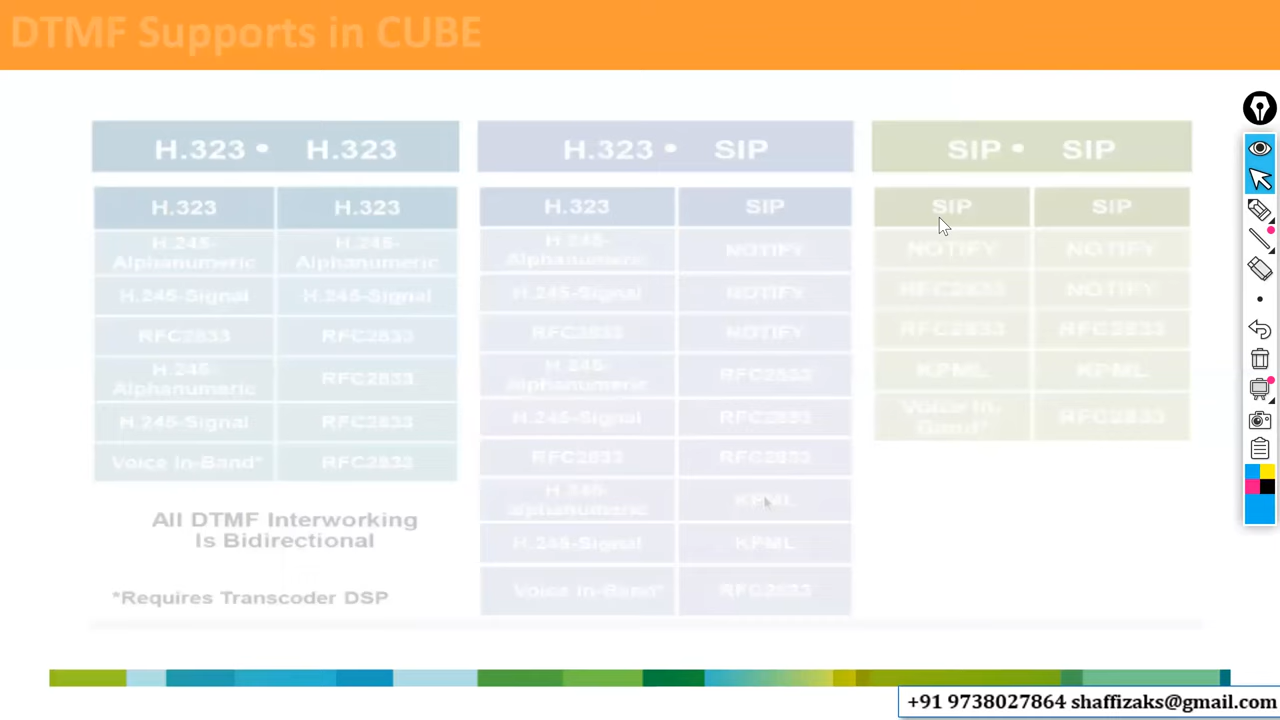 DTMF Supports in CUBE
H.323 • H.323
H.323 H.323
H.245-
Alphanumeric
H.245-
Alphanumeric
H.245-Signal H.245-Signal
RFC2833 RFC2833
H.245-
Alphanumeric
RFC2833
H.245-Signal RFC2833
Voice In-Band* RFC2833
All DTMF Interworking
Is Bidirectional
*Requires Transcoder DSP
H.323 • SIP
H.323 SIP
H.245-
Alphanumeric
NOTIFY
H.245-Signal NOTIFY
RFC2833 NOTIFY
H.245-
Alphanumeric
RFC2833
H.245-Signal RFC2833
RFC2833 RFC2833
H.245-
alphanumeric
KPML
H.245-Signal KPML
Voice In-Band* RFC2833
SIP • SIP
SIP SIP
NOTIFY NOTIFY
RFC2833 NOTIFY
RFC2833 RFC2833
KPML KPML
Voice In-
Band*
RFC2833
+91 9738027864 shaffizaks@gmail.com